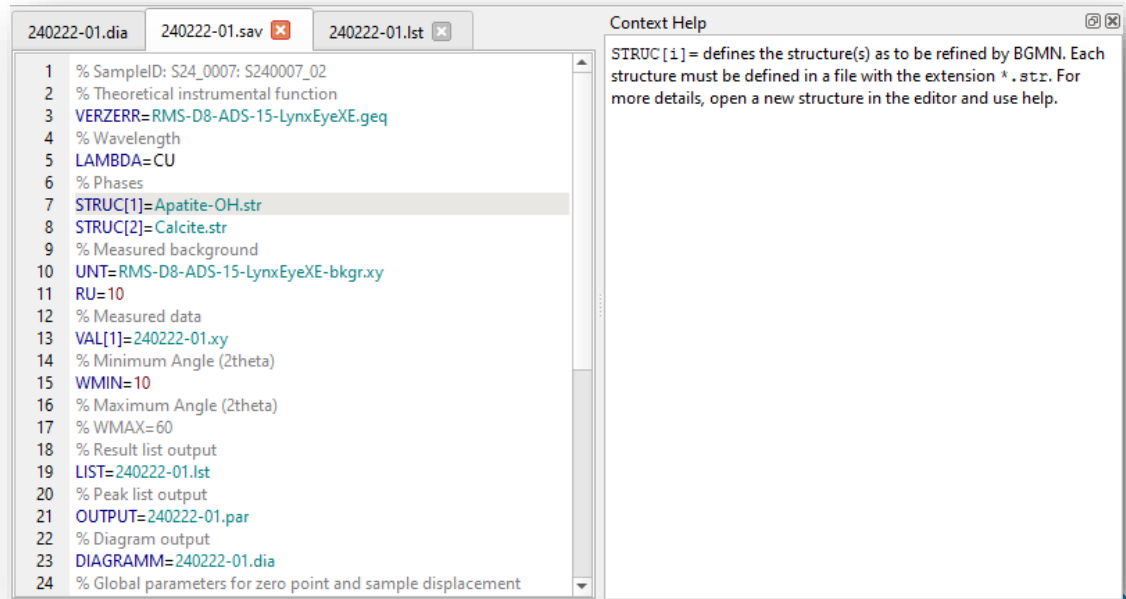 240222-01.dia
240222-01.sav
240222-01.lst
1 % SampleID: S24_0007: S240007_02
2 % Theoretical instrumental function
3 VERZERR=RMS-D8-ADS-15-LynxEyeXE.geq
4 % Wavelength
5 LAMBDA=CU
6 % Phases
7 STRUC[1]=Apatite-OH.str
8 STRUC[2]=Calcite.str
9 % Measured background
10 UNT=RMS-D8-ADS-15-LynxEyeXE-bkgr.xy
11 RU=10
12 % Measured data
13 VAL[1]=240222-01.xy
14 % Minimum Angle (2theta)
15 WMIN=10
16 % Maximum Angle (2theta)
17 % WMAX=60
18 % Result list output
19 LIST=240222-01.lst
20 % Peak list output
21 OUTPUT=240222-01.par
22 % Diagram output
23 DIAGRAMM=240222-01.dia
24 % Global parameters for zero point and sample displacement
Context Help
STRUC[i]= defines the structure(s) as to be refined by BGMN. Each
structure must be defined in a file with the extension *.str. For
more details, open a new structure in the editor and use help.